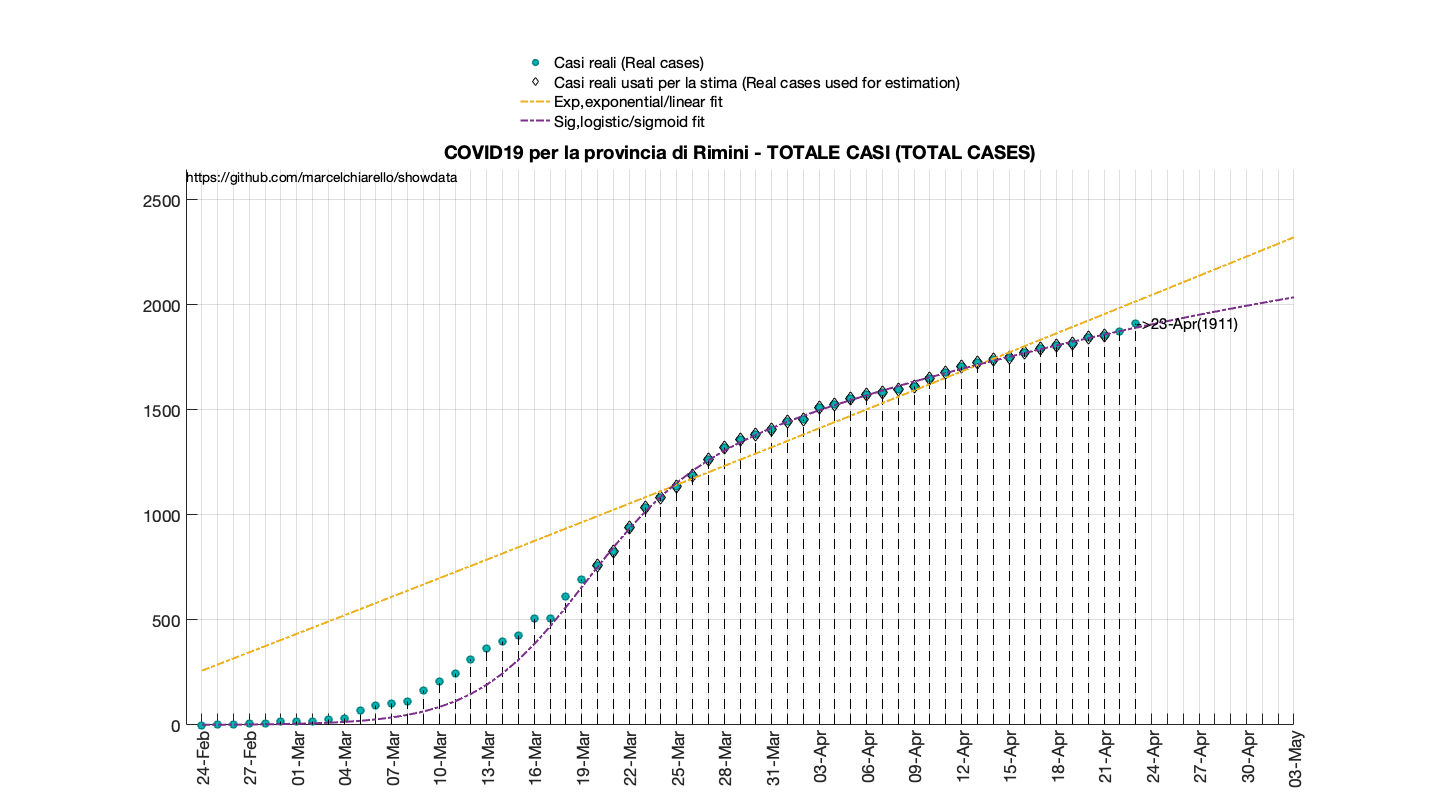 Casi reali (Real cases)
Casi reali usati per la stima (Real cases used for estimation)
Exp,exponential/linear fit
Sig,logistic/sigmoid fit
COVID19 per la provincia di Rimini - TOTALE CASI (TOTAL CASES)
https://github.com/marcelchiarello/showdata
2500
2000
1500
1000
500
0
->23-Apr(1911)
24-Feb
27-Feb
01-Mar
04-Mar
07-Mar
10-Mar
13-Mar
16-Mar
19-Mar
22-Mar
25-Mar
28-Mar
31-Mar
03-Apr
06-Apr
09-Apr
12-Apr
15-Apr
18-Apr
21-Apr
24-Apr
27-Apr
30-Apr
03-May